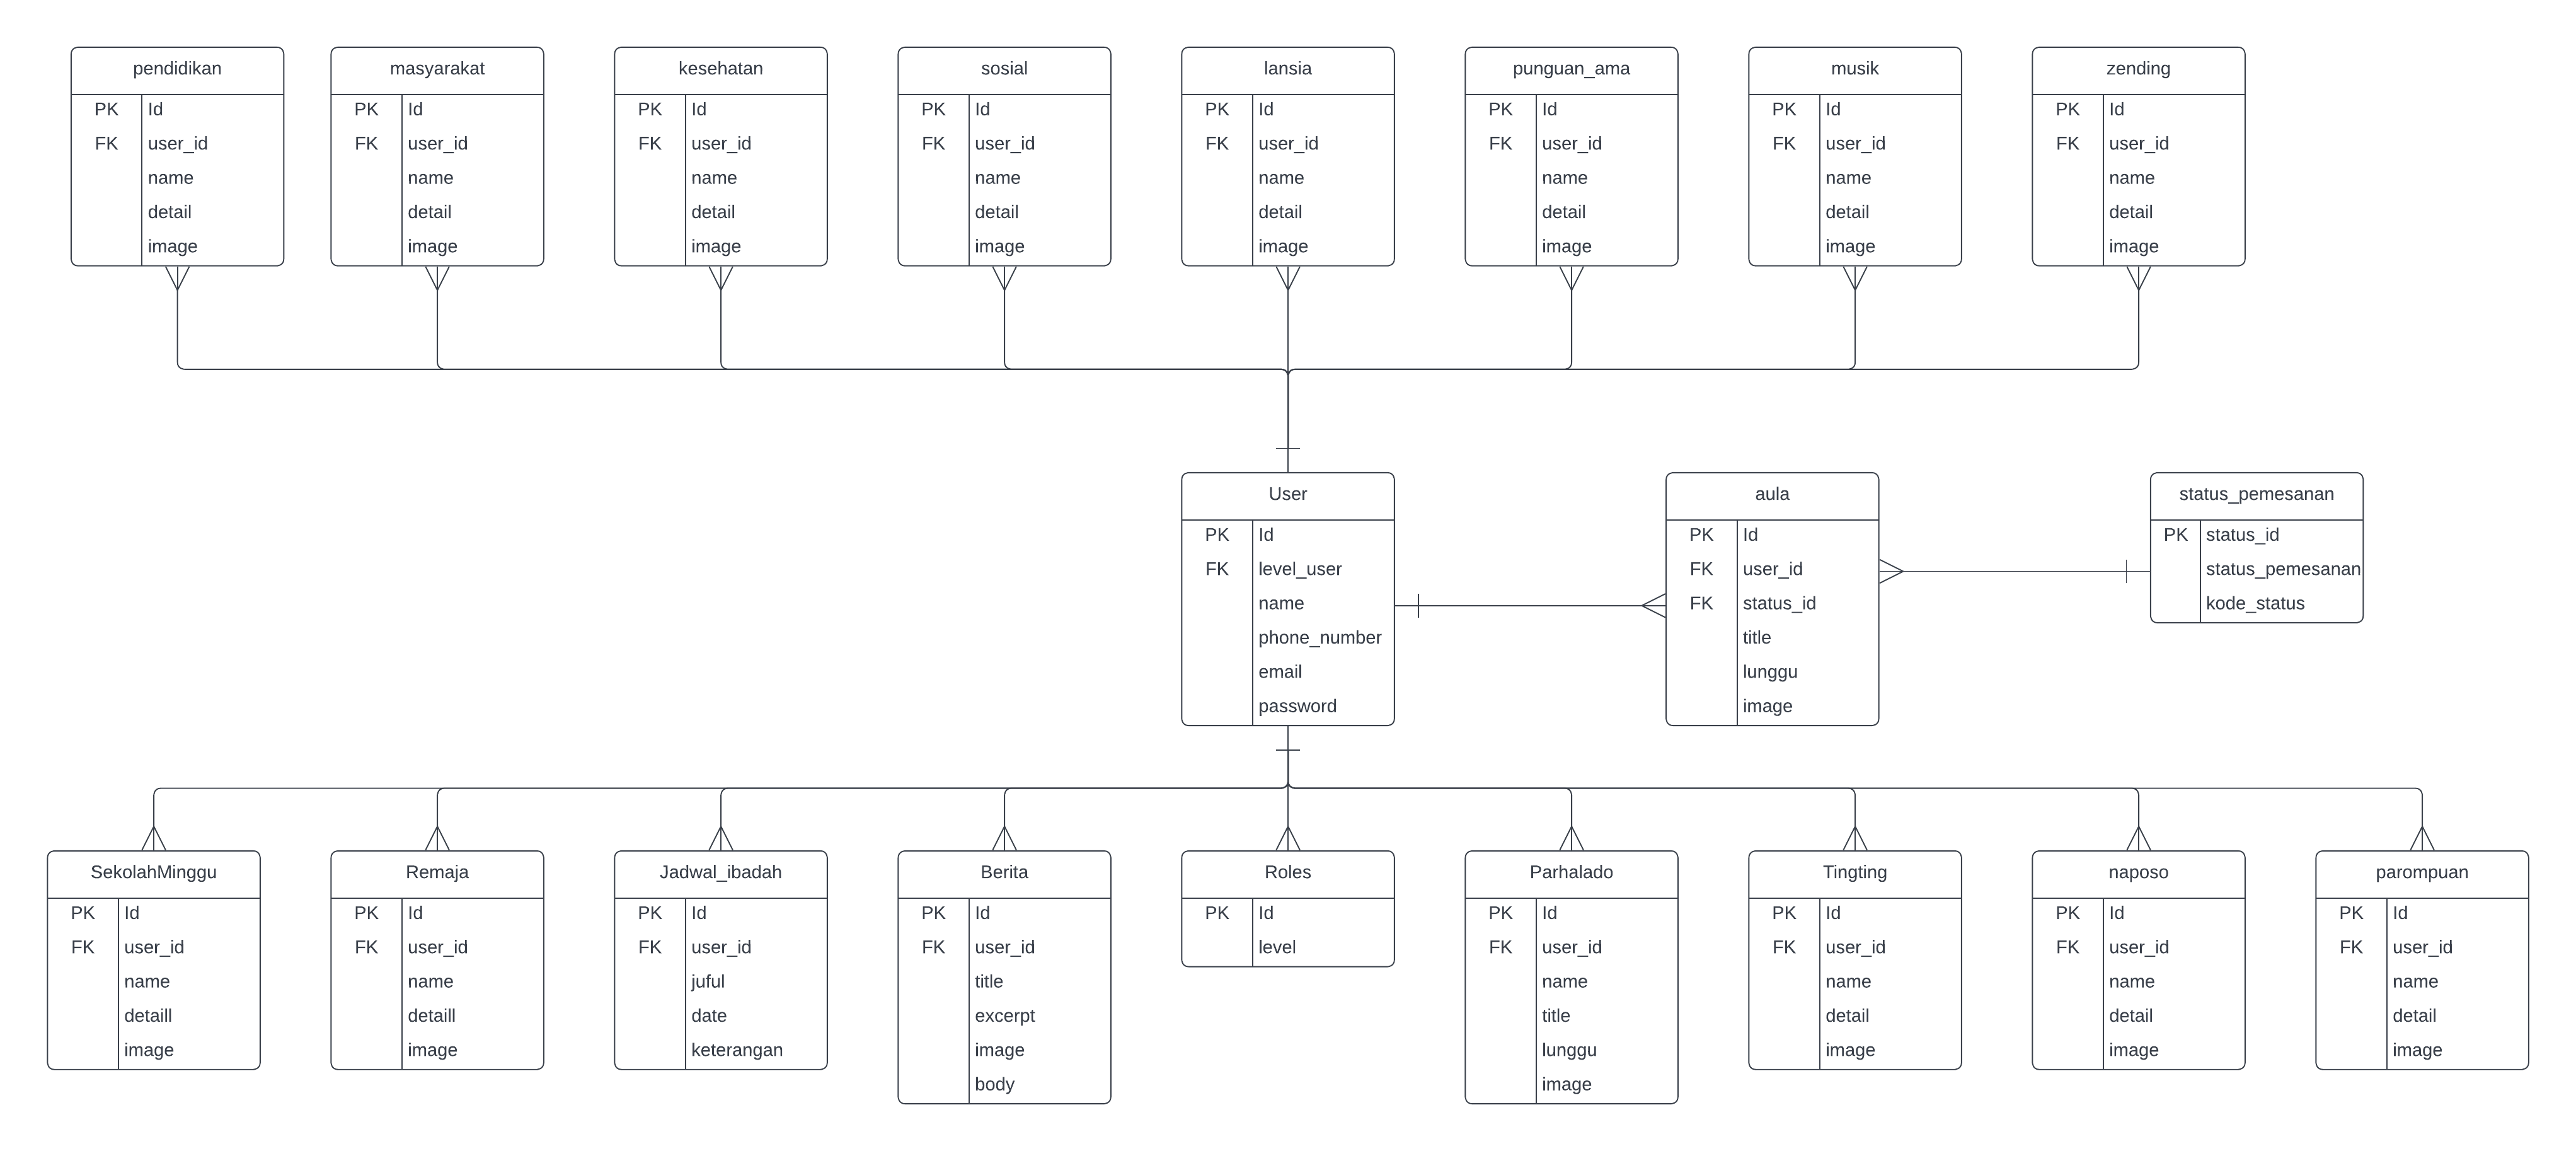 pendidikan
PK Id
FK user_id
name
detail
image
masyarakat
PK Id
FK user_id
name
detail
image
kesehatan
PK Id
FK user_id
name
detail
image
sosial
PK Id
FK user_id
name
detail
image
lansia
PK Id
FK user_id
name
detail
image
punguan_ama
PK Id
FK user_id
name
detail
image
musik
PK Id
FK user_id
name
detail
image
zending
PK Id
FK user_id
name
detail
image
User
PK Id
FK level_user
name
phone_number
email
password
aula
PK Id
FK user_id
FK status_id
title
lunggu
image
status_pemesanan
PK status_id
status_pemesanan
kode_status
SekolahMinggu
PK Id
FK user_id
name
detaill
image
Remaja
PK Id
FK user_id
name
detaill
image
Jadwal_ibadah
PK Id
FK user_id
juful
date
keterangan
Berita
PK Id
FK user_id
title
excerpt
image
body
Roles
PK Id
level
Parhalado
PK Id
FK user_id
name
title
lunggu
image
Tingting
PK Id
FK user_id
name
detail
image
naposo
PK Id
FK user_id
name
detail
image
parompuan
PK Id
FK user_id
name
detail
image